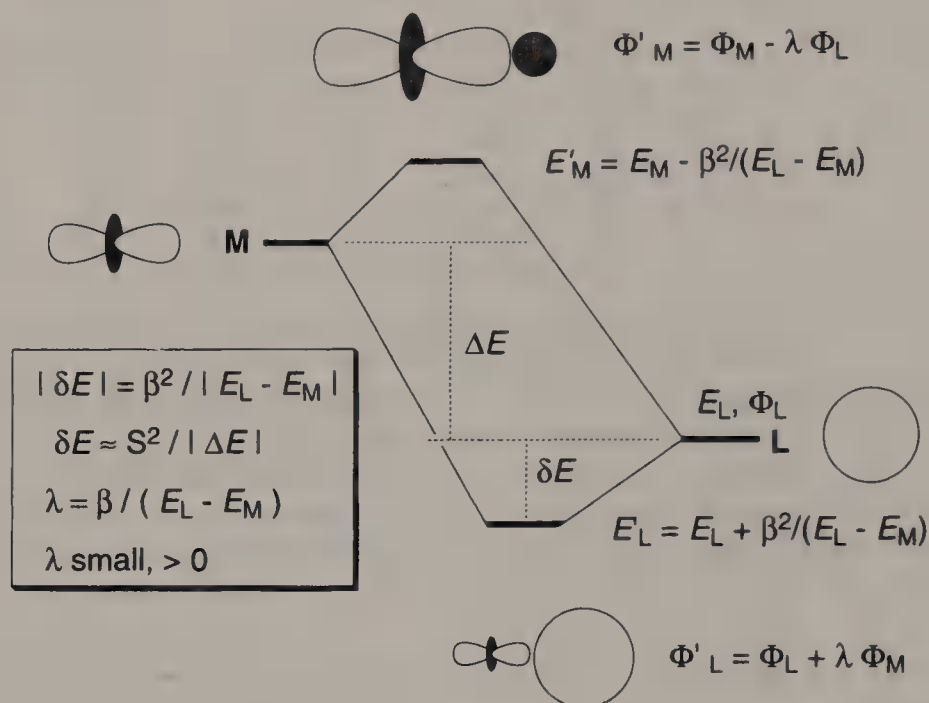 Φ'M = ΦM - λ ΦL
E'M = EM - β²/(EL - EM)
M
ΔE
| δE | = β² / | EL - EM |
δE ≈ S² / | ΔE |
λ = β / ( EL - EM )
λ small, > 0
EL, ΦL
L
δE
E'L = EL + β²/(EL - EM)
Φ'L = ΦL + λ ΦM